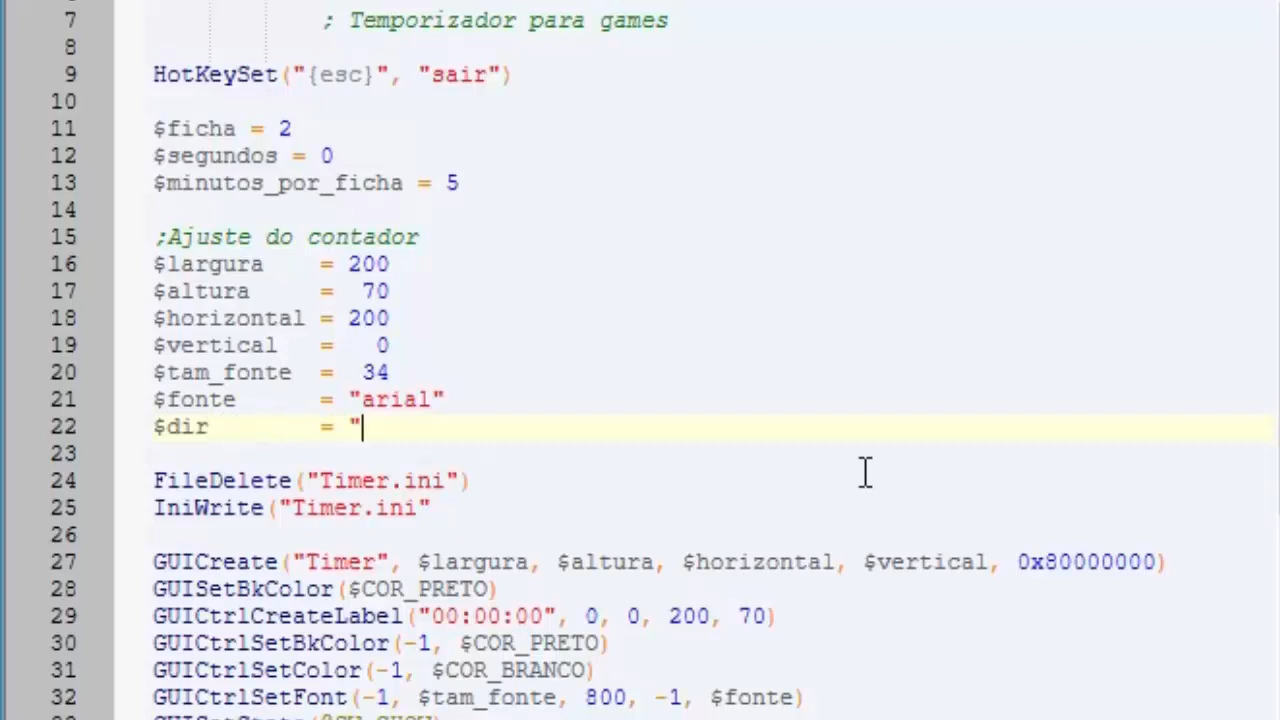 7 ; Temporizador para games
8
9 HotKeySet("{esc}", "sair")
10
11 $ficha = 2
12 $segundos = 0
13 $minutos_por_ficha = 5
14
15 ;Ajuste do contador
16 $largura    = 200
17 $altura     =  70
18 $horizontal = 200
19 $vertical   =   0
20 $tam_fonte  =  34
21 $fonte      = "arial"
22 $dir        = "
23
24 FileDelete("Timer.ini")
25 IniWrite("Timer.ini"
26
27 GUICreate("Timer", $largura, $altura, $horizontal, $vertical, 0x80000000)
28 GUISetBkColor($COR_PRETO)
29 GUICtrlCreateLabel("00:00:00", 0, 0, 200, 70)
30 GUICtrlSetBkColor(-1, $COR_PRETO)
31 GUICtrlSetColor(-1, $COR_BRANCO)
32 GUICtrlSetFont(-1, $tam_fonte, 800, -1, $fonte)